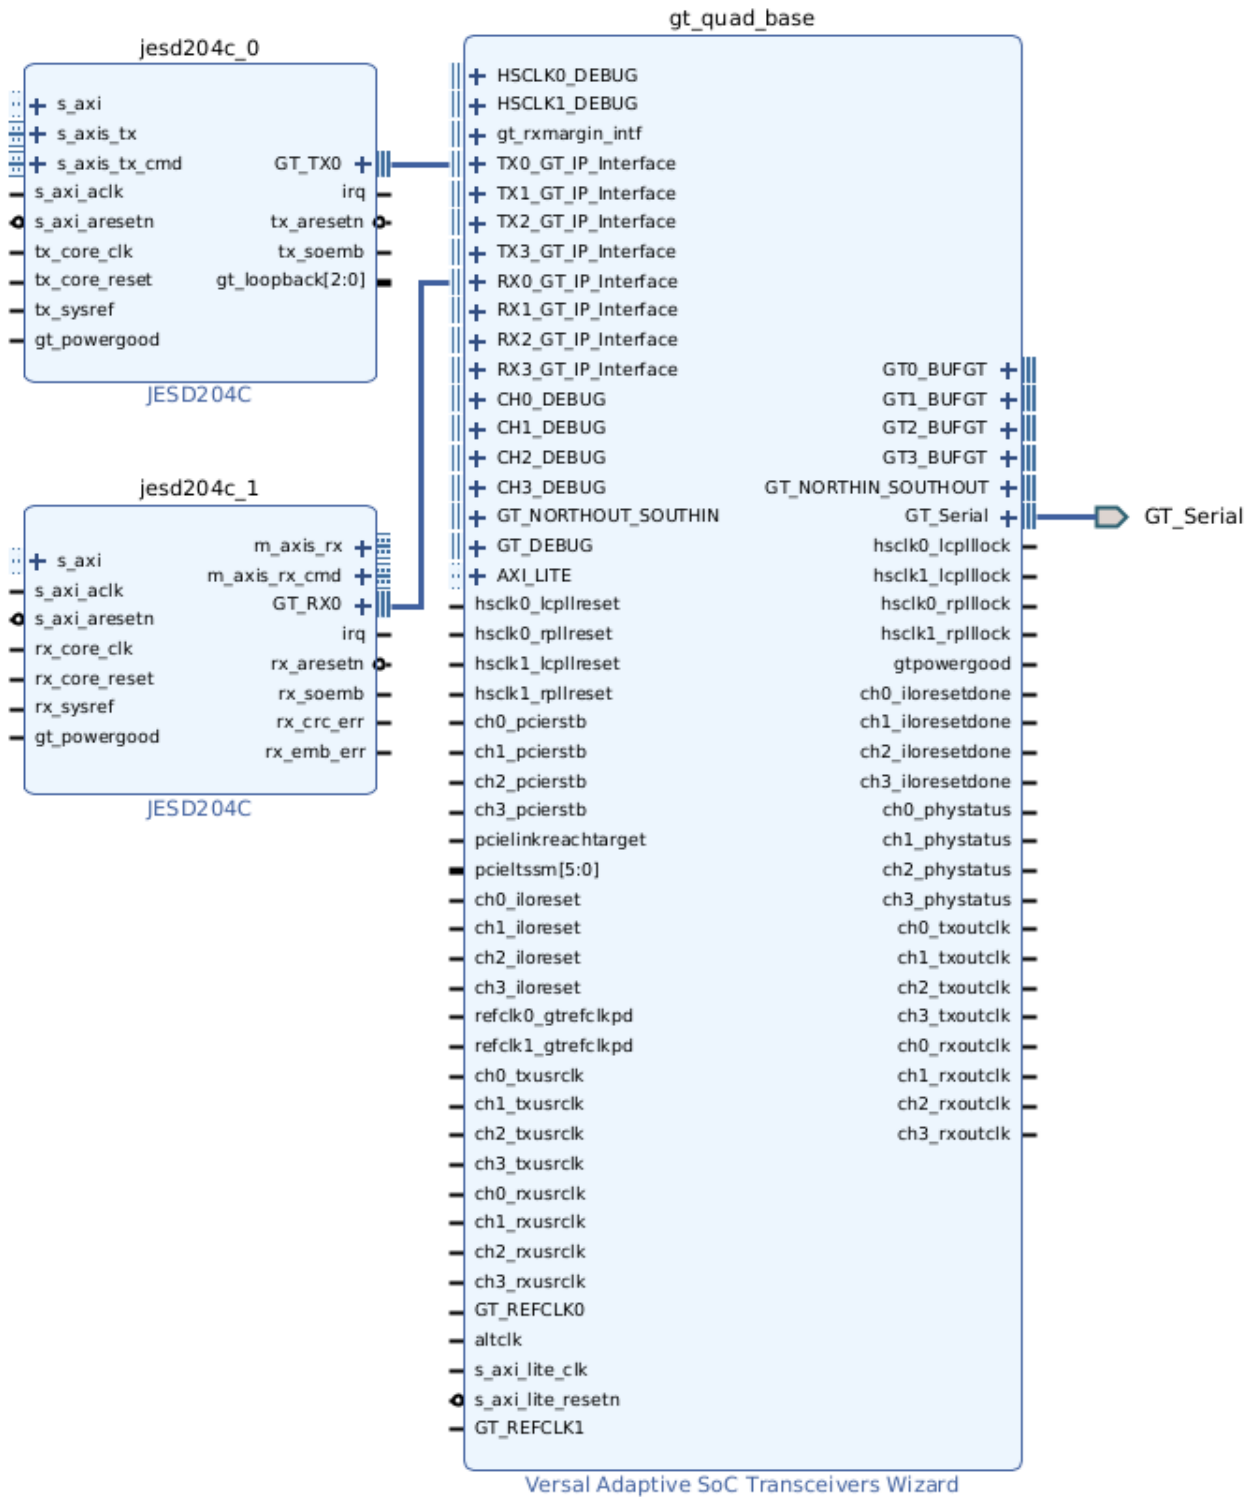 jesd204c_0
s_axi
s_axis_tx
s_axis_tx_cmd
s_axi_aclk
s_axi_aresetn
tx_core_clk
tx_core_reset
tx_sysref
gt_powergood
GT_TX0
irq
tx_aresetn
tx_soemb
gt_loopback[2:0]
JESD204C
jesd204c_1
s_axi
s_axi_aclk
s_axi_aresetn
rx_core_clk
rx_core_reset
rx_sysref
gt_powergood
m_axis_rx
m_axis_rx_cmd
GT_RX0
irq
rx_aresetn
rx_soemb
rx_crc_err
rx_emb_err
JESD204C
gt_quad_base
HSCLK0_DEBUG
HSCLK1_DEBUG
gt_rxmargin_intf
TX0_GT_IP_Interface
TX1_GT_IP_Interface
TX2_GT_IP_Interface
TX3_GT_IP_Interface
RX0_GT_IP_Interface
RX1_GT_IP_Interface
RX2_GT_IP_Interface
RX3_GT_IP_Interface
CH0_DEBUG
CH1_DEBUG
CH2_DEBUG
CH3_DEBUG
GT_NORTHOUT_SOUTHIN
GT_DEBUG
AXI_LITE
hsclk0_lcpllreset
hsclk0_rpllreset
hsclk1_lcpllreset
hsclk1_rpllreset
ch0_pcierstb
ch1_pcierstb
ch2_pcierstb
ch3_pcierstb
pcielinkreachtarget
pcieltssm[5:0]
ch0_iloreset
ch1_iloreset
ch2_iloreset
ch3_iloreset
refclk0_gtrefclkpd
refclk1_gtrefclkpd
ch0_txusrclk
ch1_txusrclk
ch2_txusrclk
ch3_txusrclk
ch0_rxusrclk
ch1_rxusrclk
ch2_rxusrclk
ch3_rxusrclk
GT_REFCLK0
altclk
s_axi_lite_clk
s_axi_lite_resetn
GT_REFCLK1
GT0_BUFGT
GT1_BUFGT
GT2_BUFGT
GT3_BUFGT
GT_NORTHIN_SOUTHOUT
GT_Serial
hsclk0_lcplllock
hsclk1_lcplllock
hsclk0_rplllock
hsclk1_rplllock
gtpowergood
ch0_iloresetdone
ch1_iloresetdone
ch2_iloresetdone
ch3_iloresetdone
ch0_phystatus
ch1_phystatus
ch2_phystatus
ch3_phystatus
ch0_txoutclk
ch1_txoutclk
ch2_txoutclk
ch3_txoutclk
ch0_rxoutclk
ch1_rxoutclk
ch2_rxoutclk
ch3_rxoutclk
GT_Serial
Versal Adaptive SoC Transceivers Wizard